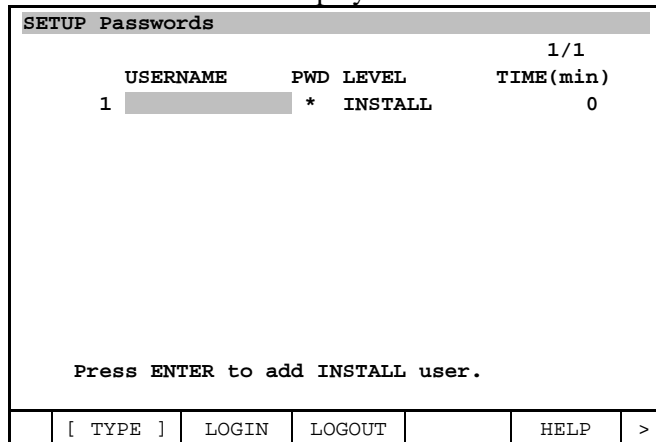 SETUP Passwords
1/1
USERNAME PWD LEVEL TIME(min)
1 * INSTALL 0
Press ENTER to add INSTALL user.
[ TYPE ] LOGIN LOGOUT HELP >